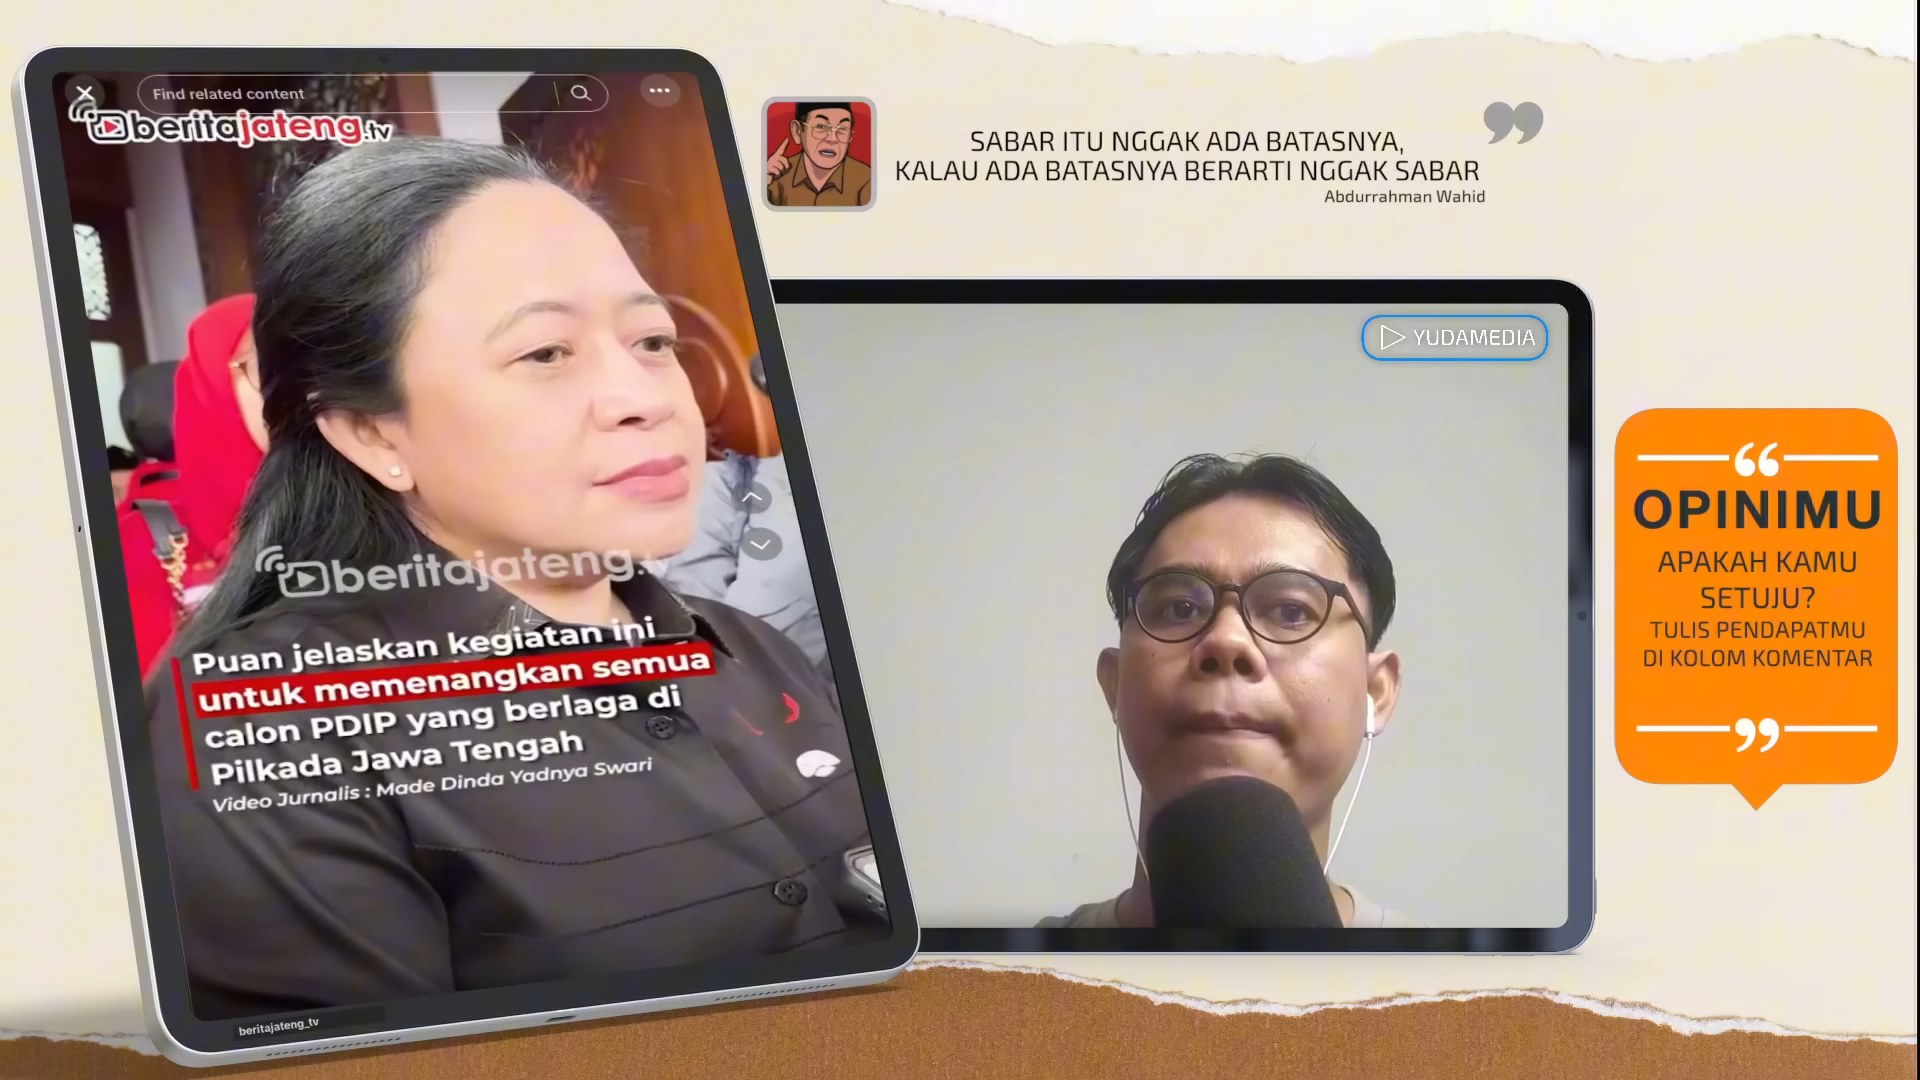 Find related content
beritajateng.tv
beritajateng.tv
Puan jelaskan kegiatan ini
untuk memenangkan semua
calon PDIP yang berlaga di
Pilkada Jawa Tengah
Video Jurnalis : Made Dinda Yadnya Swari
beritajateng_tv
SABAR ITU NGGAK ADA BATASNYA,
KALAU ADA BATASNYA BERARTI NGGAK SABAR
Abdurrahman Wahid
YUDAMEDIA
OPINIMU
APAKAH KAMU
SETUJU?
TULIS PENDAPATMU
DI KOLOM KOMENTAR